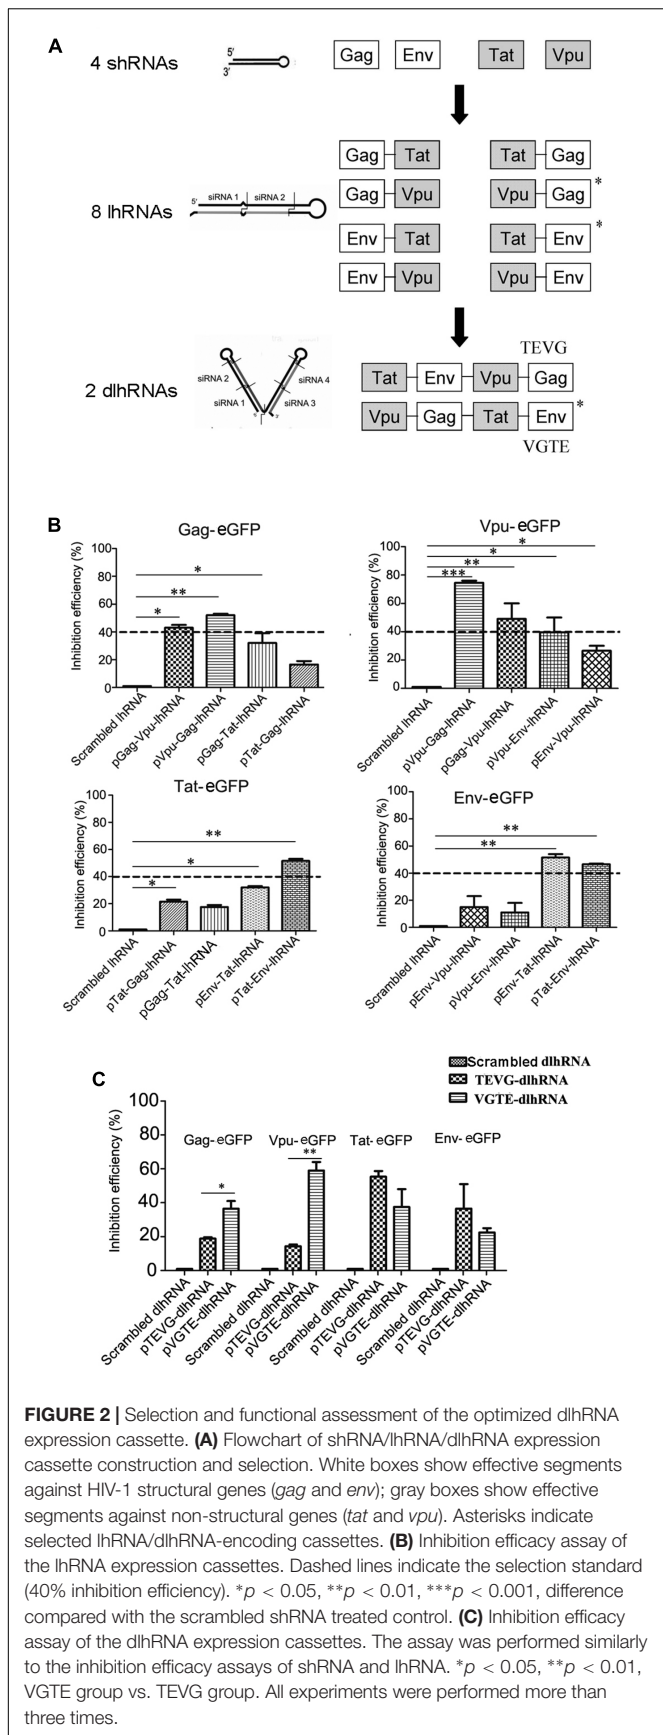 A
4 shRNAs
5′
3′
Gag Env Tat Vpu
8 lhRNAs
5′
siRNA 1 siRNA 2
Gag Tat Tat Gag
Gag Vpu Vpu Gag *
Env Tat Tat Env *
Env Vpu Vpu Env
2 dlhRNAs
siRNA 2 siRNA 4
siRNA 1 siRNA 3
5′ 3′
TEVG
Tat Env Vpu Gag
Vpu Gag Tat Env *
VGTE
B
Gag-eGFP
Inhibition efficiency (%)
100
80
60
40
20
0
*
**
*
Scrambled lhRNA
pGag-Vpu-lhRNA
pVpu-Gag-lhRNA
pGag-Tat-lhRNA
pTat-Gag-lhRNA
Vpu-eGFP
Inhibition efficiency (%)
100
80
60
40
20
0
*
*
**
***
Scrambled lhRNA
pVpu-Gag-lhRNA
pGag-Vpu-lhRNA
pVpu-Env-lhRNA
pEnv-Vpu-lhRNA
Tat-eGFP
Inhibition efficiency (%)
100
80
60
40
20
0
**
*
*
Scrambled lhRNA
pTat-Gag-lhRNA
pGag-Tat-lhRNA
pEnv-Tat-lhRNA
pTat-Env-lhRNA
Env-eGFP
Inhibition efficiency (%)
100
80
60
40
20
0
**
**
Scrambled lhRNA
pEnv-Vpu-lhRNA
pVpu-Env-lhRNA
pEnv-Tat-lhRNA
pTat-Env-lhRNA
C
Scrambled dlhRNA
TEVG-dlhRNA
VGTE-dlhRNA
Inhibition efficiency (%)
100
80
60
40
20
0
Gag-eGFP Vpu-eGFP Tat-eGFP Env-eGFP
*
**
Scrambled dlhRNA
pTEVG-dlhRNA
pVGTE-dlhRNA
Scrambled dlhRNA
pTEVG-dlhRNA
pVGTE-dlhRNA
Scrambled dlhRNA
pTEVG-dlhRNA
pVGTE-dlhRNA
Scrambled dlhRNA
pTEVG-dlhRNA
pVGTE-dlhRNA
FIGURE 2 | Selection and functional assessment of the optimized dlhRNA
expression cassette. (A) Flowchart of shRNA/lhRNA/dlhRNA expression
cassette construction and selection. White boxes show effective segments
against HIV-1 structural genes (gag and env); gray boxes show effective
segments against non-structural genes (tat and vpu). Asterisks indicate
selected lhRNA/dlhRNA-encoding cassettes. (B) Inhibition efficacy assay of
the lhRNA expression cassettes. Dashed lines indicate the selection standard
(40% inhibition efficiency). *p < 0.05, **p < 0.01, ***p < 0.001, difference
compared with the scrambled shRNA treated control. (C) Inhibition efficacy
assay of the dlhRNA expression cassettes. The assay was performed similarly
to the inhibition efficacy assays of shRNA and lhRNA. *p < 0.05, **p < 0.01,
VGTE group vs. TEVG group. All experiments were performed more than
three times.